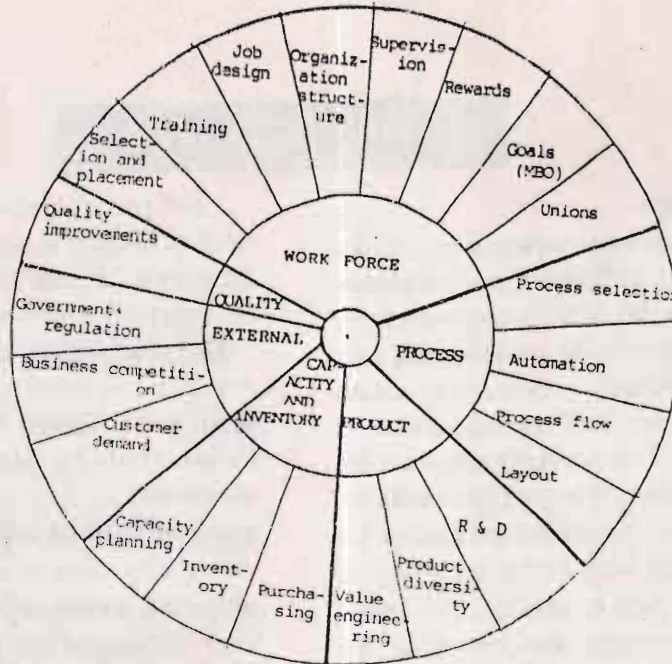 Supervis-
ion
Job
design
Organiz-
ation
struct-
ure
Rewards
Training
Goals
(MBO)
Select-
ion and
placement
Unions
Quality
improvements
WORK FORCE
Process selection
QUALITY
Government
regulation
EXTERNAL
PROCESS
Automation
Business competiti-
on
CAP
ACITY
AND
INVENTORY
PRODUCT
Process flow
Customer
demand
Layout
Capacity
planning
R & D
Invent-
ory
Product
diversi-
ty
Purcha-
sing
Value
enginee-
ring